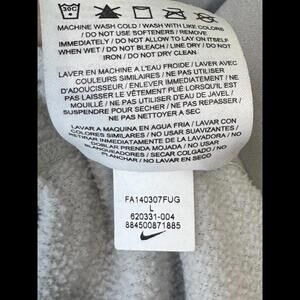 30C
MACHINE WASH COLD / WASH WITH LIKE COLORS
/ DO NOT USE SOFTENERS / REMOVE
IMMEDIATELY / DO NOT ALLOW TO LAY ON ITSELF
WHEN WET / DO NOT BLEACH / LINE DRY / DO NOT
IRON / DO NOT DRY CLEAN
LAVER EN MACHINE À L'EAU FROIDE / LAVER AVEC
COULEURS SIMILAIRES / NE PAS UTILISER
D'ADOUCISSEUR / ENLEVER IMMÉDIATEMENT / NE
PAS LAISSER LE VÊTEMENT PLIÉ LORSQU'IL EST
MOUILLÉ / NE PAS UTILISER D'EAU DE JAVEL /
SUSPENDRE POUR SÉCHER / NE PAS REPASSER /
NE PAS NETTOYER A SEC
LAVAR A MAQUINA EN AGUA FRIA / LAVAR CON
COLORES SIMILARES / NO USAR SUAVIZANTES /
RETIRAR INMEDIATAMENTE DE LA LAVADORA / NO
DOBLAR PRENDA MOJADA / NO USAR
BLANQUEADOR / SECAR COLGADO / NO
PLANCHAR / NO LAVAR EN SECO
FA140307FUG
L
620331-004
884500871885